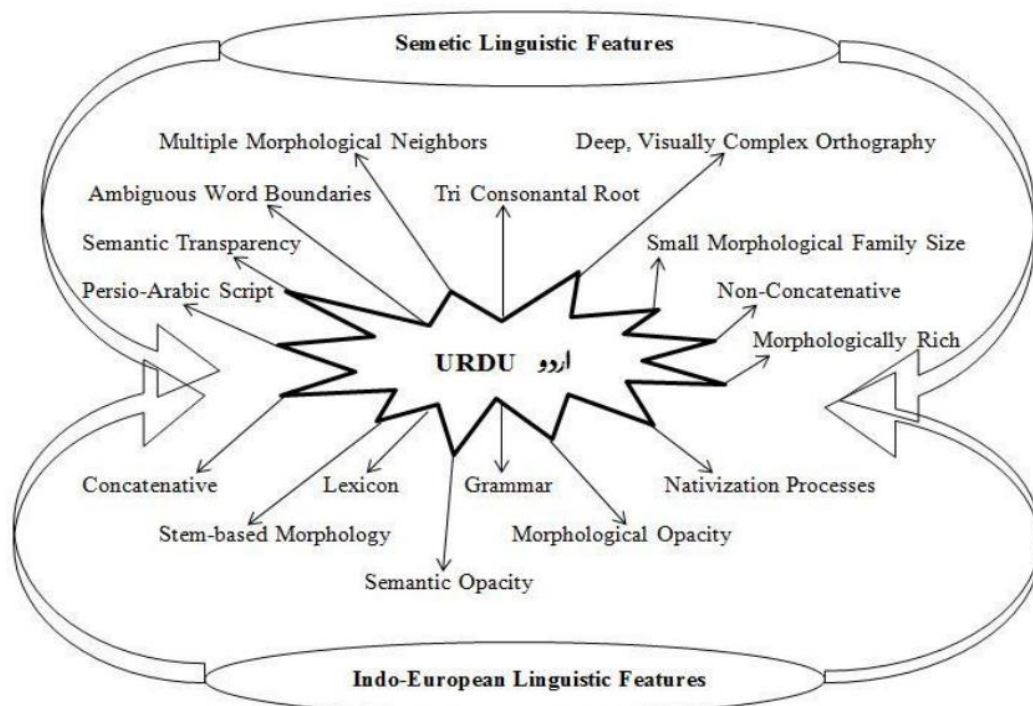 Semetic Linguistic Features
Multiple Morphological Neighbors
Deep, Visually Complex Orthography
Ambiguous Word Boundaries
Tri Consonantal Root
Semantic Transparency
Small Morphological Family Size
Persio-Arabic Script
Non-Concatenative
Morphologically Rich
URDU اردو
Concatenative
Lexicon
Grammar
Nativization Processes
Stem-based Morphology
Morphological Opacity
Semantic Opacity
Indo-European Linguistic Features